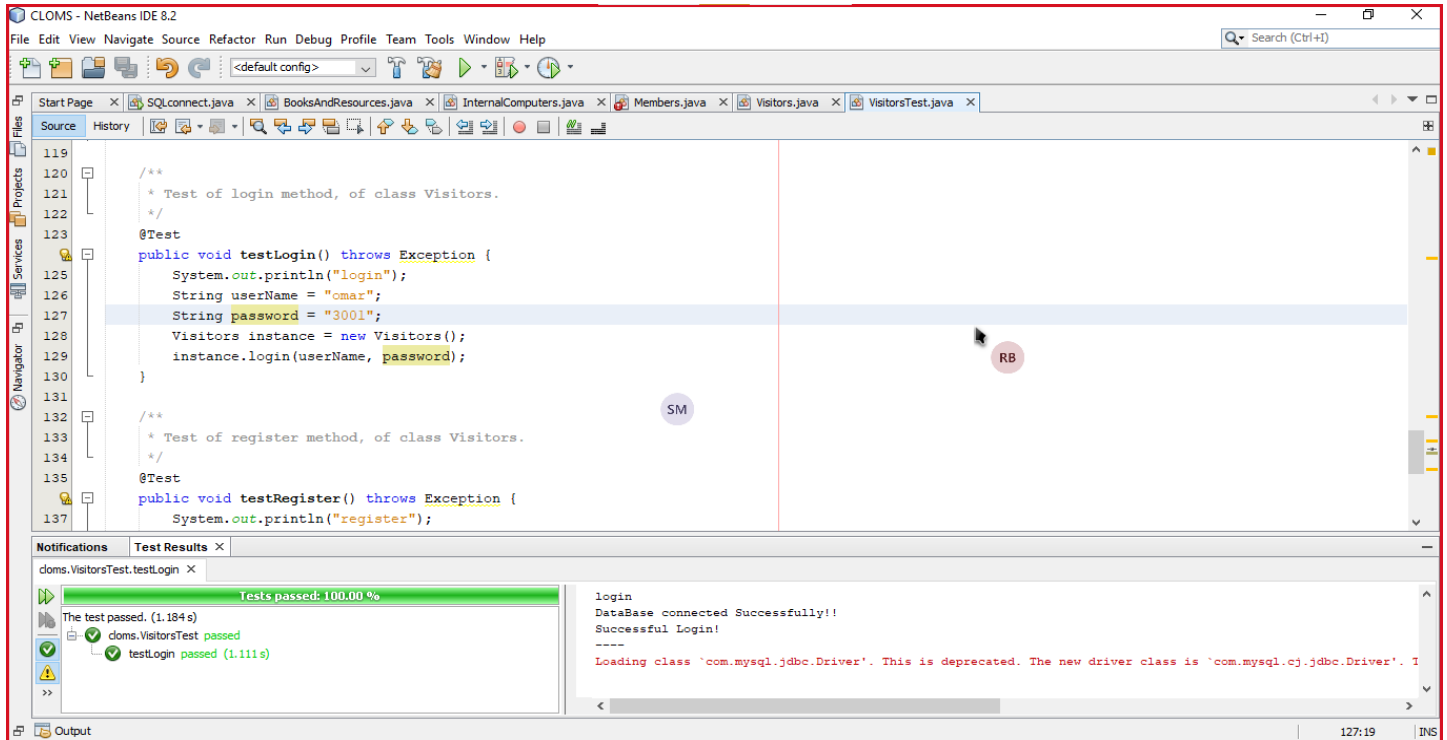 CLOMS - NetBeans IDE 8.2
File Edit View Navigate Source Refactor Run Debug Profile Team Tools Window Help
Search (Ctrl+I)
<default config>
Start Page SQLconnect.java BooksAndResources.java InternalComputers.java Members.java Visitors.java VisitorsTest.java
Source History
Files
Projects
Services
Navigator
119
120 /**
121 * Test of login method, of class Visitors.
122 */
123 @Test
public void testLogin() throws Exception {
125 System.out.println("login");
126 String userName = "omar";
127 String password = "3001";
128 Visitors instance = new Visitors();
129 instance.login(userName, password);
130 }
131
132 /**
133 * Test of register method, of class Visitors.
134 */
135 @Test
public void testRegister() throws Exception {
137 System.out.println("register");
RB
SM
Notifications Test Results
cloms.VisitorsTest.testLogin
Tests passed: 100.00 %
The test passed. (1.184 s)
cloms.VisitorsTest passed
testLogin passed (1.111 s)
>>
login
DataBase connected Successfully!!
Successful Login!
----
Loading class `com.mysql.jdbc.Driver'. This is deprecated. The new driver class is `com.mysql.cj.jdbc.Driver'. T
Output
127:19 INS